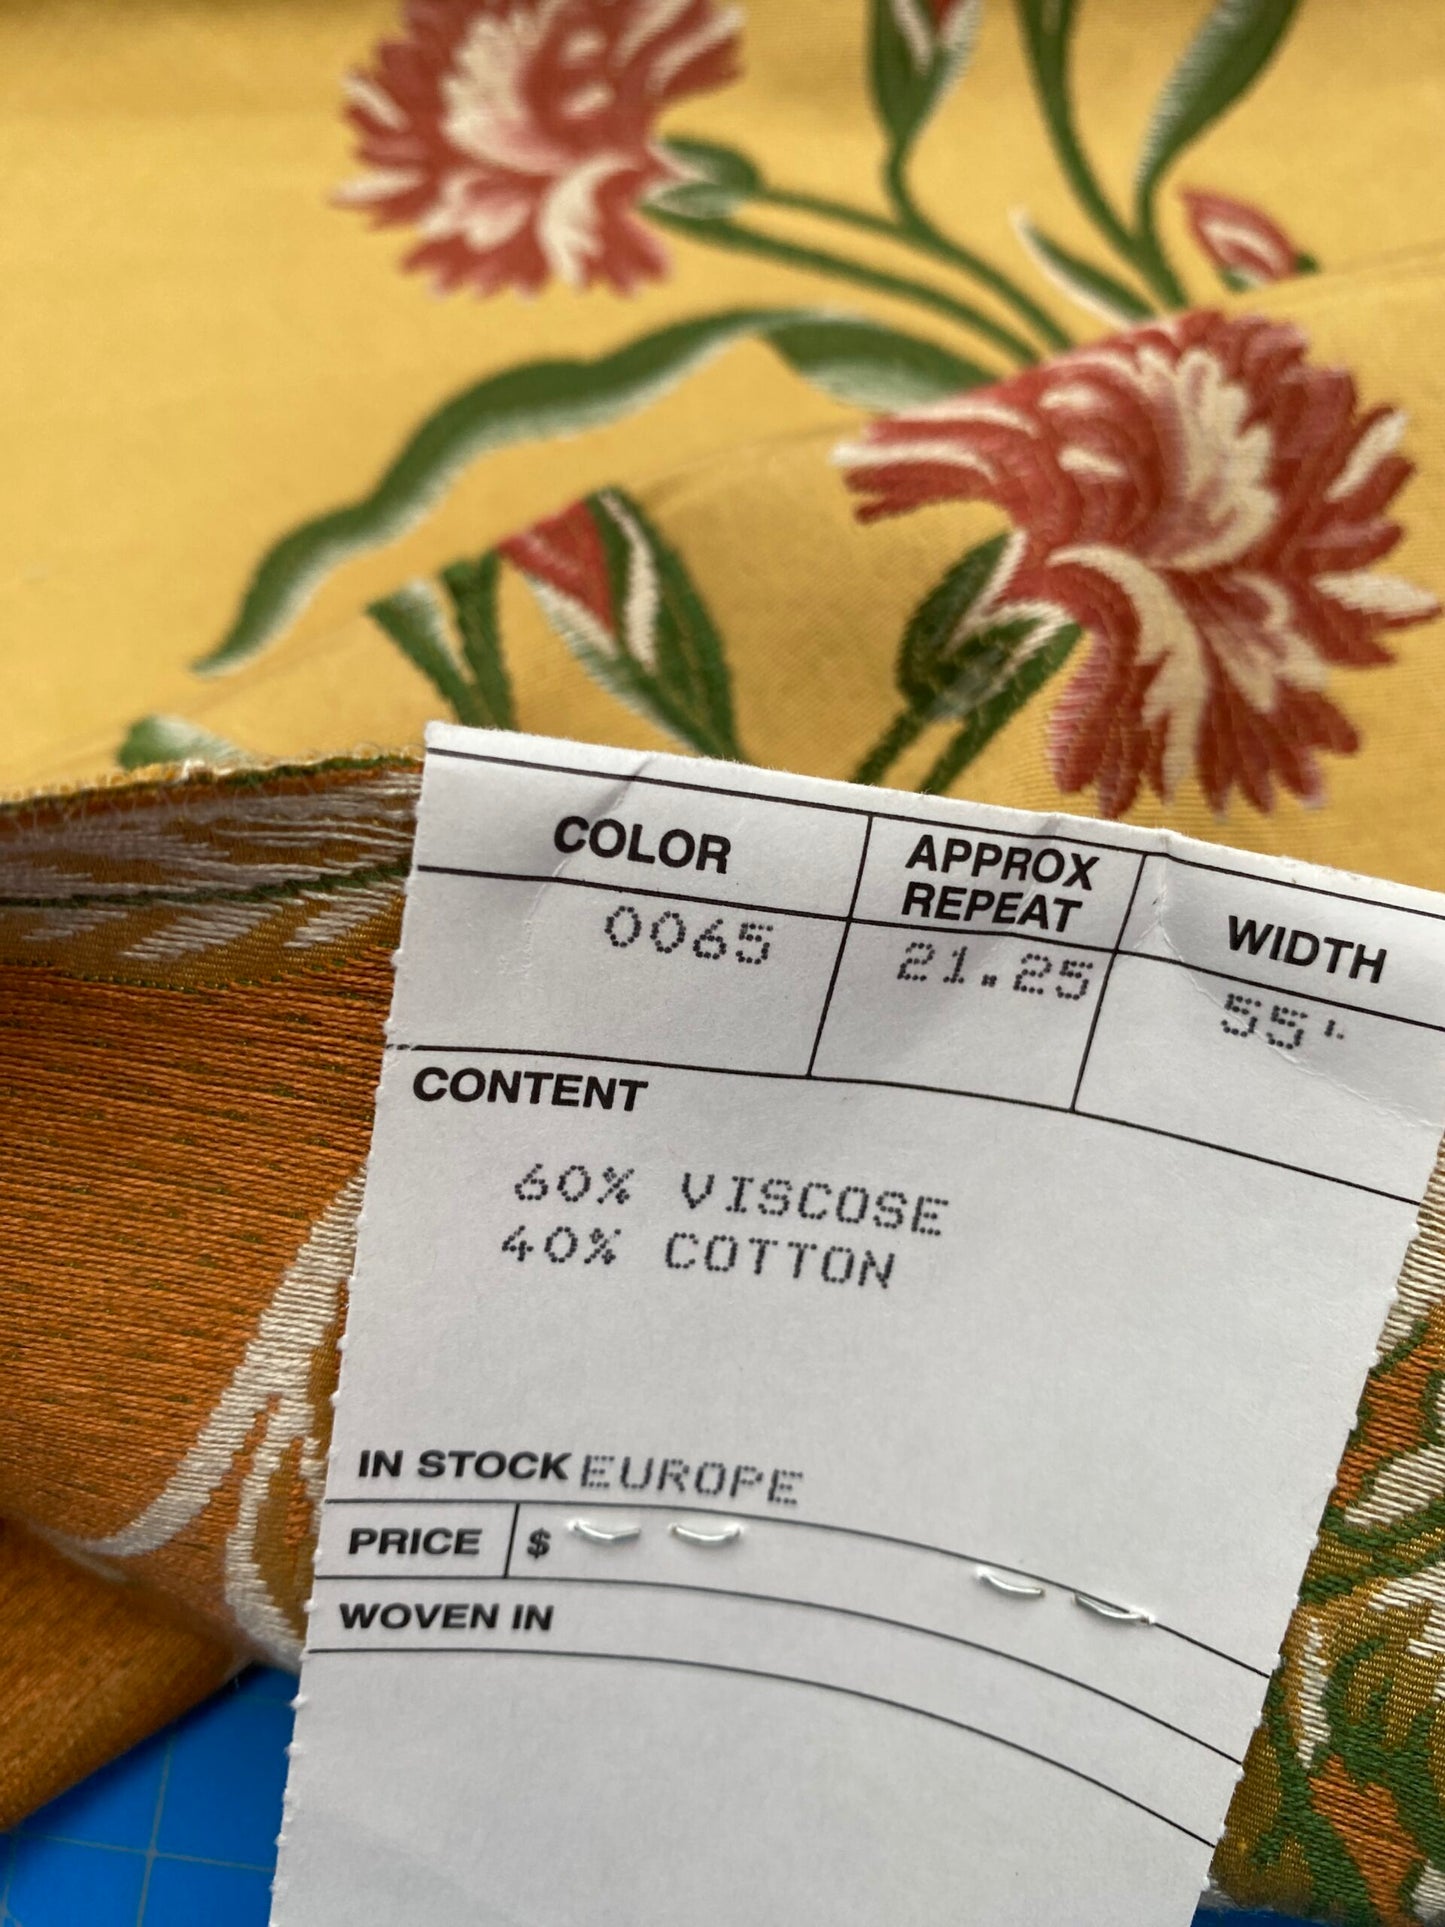 COLOR
APPROX
REPEAT
WIDTH
0065
21.25
55"
CONTENT
60% VISCOSE
40% COTTON
IN STOCK EUROPE
PRICE $
WOVEN IN